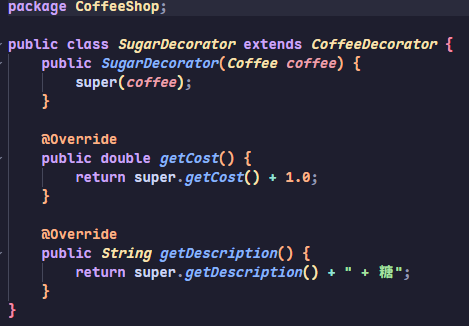 package CoffeeShop;
public class SugarDecorator extends CoffeeDecorator {
public SugarDecorator(Coffee coffee) {
super(coffee);
}
@Override
public double getCost() {
return super.getCost() + 1.0;
}
@Override
public String getDescription() {
return super.getDescription() + " + 糖";
}
}